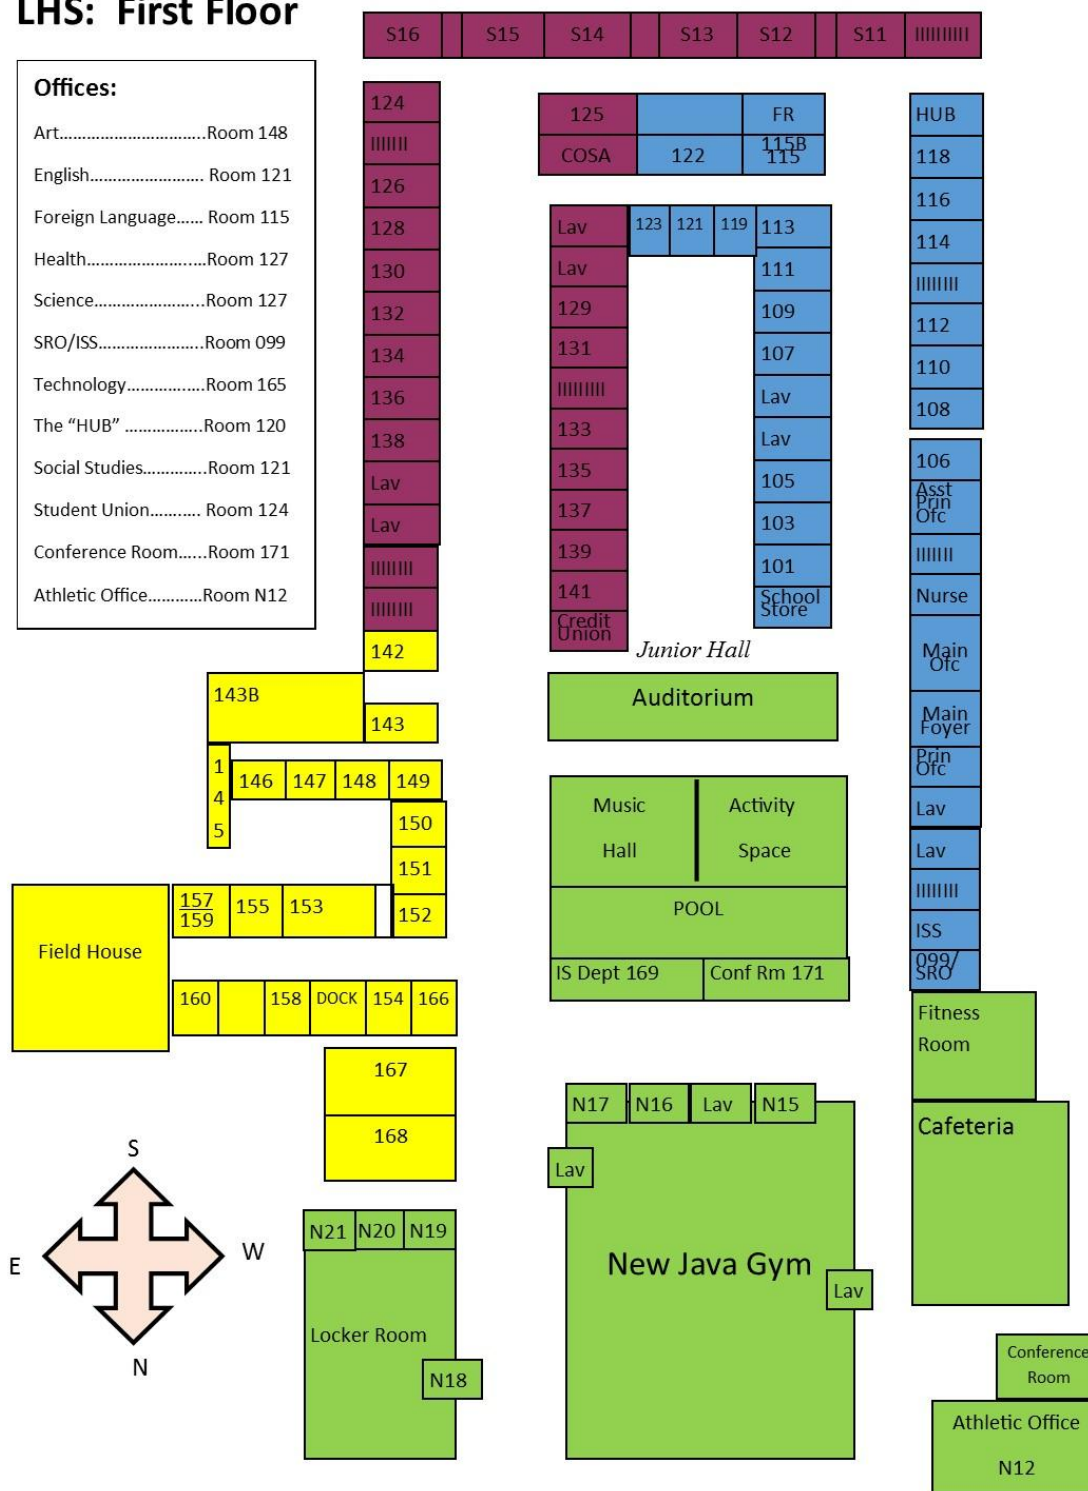 LHS: First Floor
Offices:
Art.................................Room 148
English......................... Room 121
Foreign Language...... Room 115
Health............................Room 127
Science...........................Room 127
SRO/ISS........................Room 099
Technology..................Room 165
The “HUB” ..................Room 120
Social Studies..............Room 121
Student Union........... Room 124
Conference Room......Room 171
Athletic Office............Room N12
S16
S15
S14
S13
S12
S11
124
126
128
130
132
134
136
138
Lav
Lav
125
COSA
122
FR
115B
115
Lav
Lav
129
131
133
135
137
139
141
Credit
Union
123
121
119
113
111
109
107
Lav
Lav
105
103
101
School
Store
HUB
118
116
114
112
110
108
106
Asst
Prin
Ofc
Nurse
Main
Ofc
Main
Foyer
Prin
Ofc
Lav
Lav
ISS
099/
SRO
Junior Hall
Auditorium
Music
Hall
Activity
Space
POOL
IS Dept 169
Conf Rm 171
142
143B
143
1
4
5
146
147
148
149
150
151
152
157
159
155
153
Field House
160
158
DOCK
154
166
167
168
Fitness
Room
Cafeteria
N17
N16
Lav
N15
Lav
New Java Gym
Lav
S
E
W
N
N21
N20
N19
Locker Room
N18
Conference
Room
Athletic Office
N12